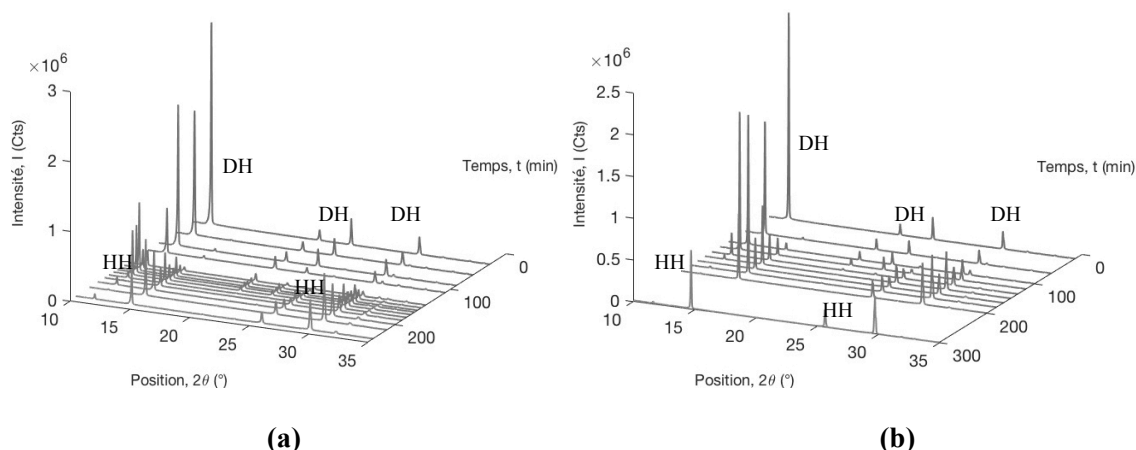 (a)
×10⁶
3
2
1
0
Intensité, I (Cts)
DH
DH
DH
HH
HH
Temps, t (min)
0
100
200
10
15
20
25
30
35
Position, 2θ (°)
(b)
×10⁶
2.5
2
1.5
1
0.5
0
Intensité, I (Cts)
DH
DH
DH
HH
HH
Temps, t (min)
0
100
200
300
10
15
20
25
30
35
Position, 2θ (°)